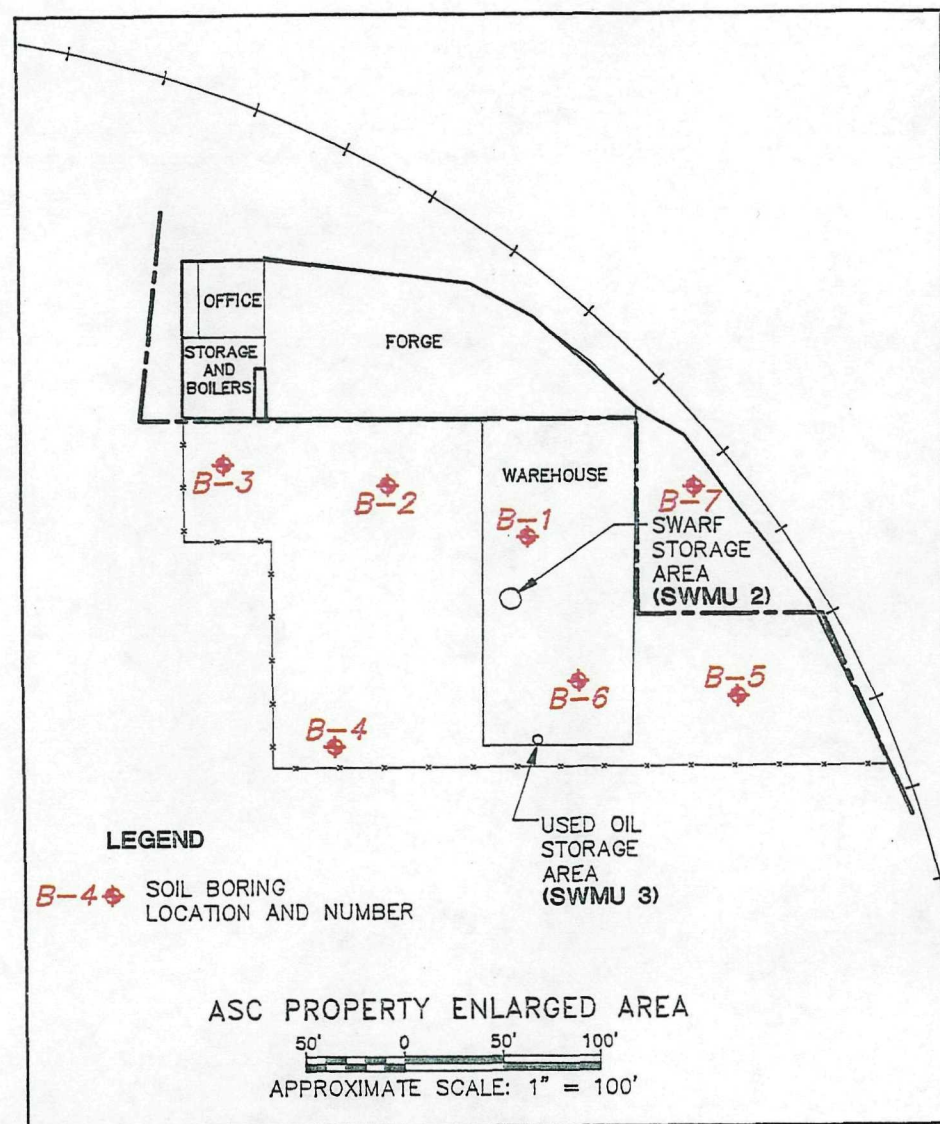 OFFICE
STORAGE
AND
BOILERS
FORGE
WAREHOUSE
B-3
B-2
B-1
B-7
SWARF
STORAGE
AREA
(SWMU 2)
B-6
B-5
B-4
USED OIL
STORAGE
AREA
(SWMU 3)
LEGEND
B-4 SOIL BORING
LOCATION AND NUMBER
ASC PROPERTY ENLARGED AREA
50' 0 50' 100'
APPROXIMATE SCALE: 1" = 100'